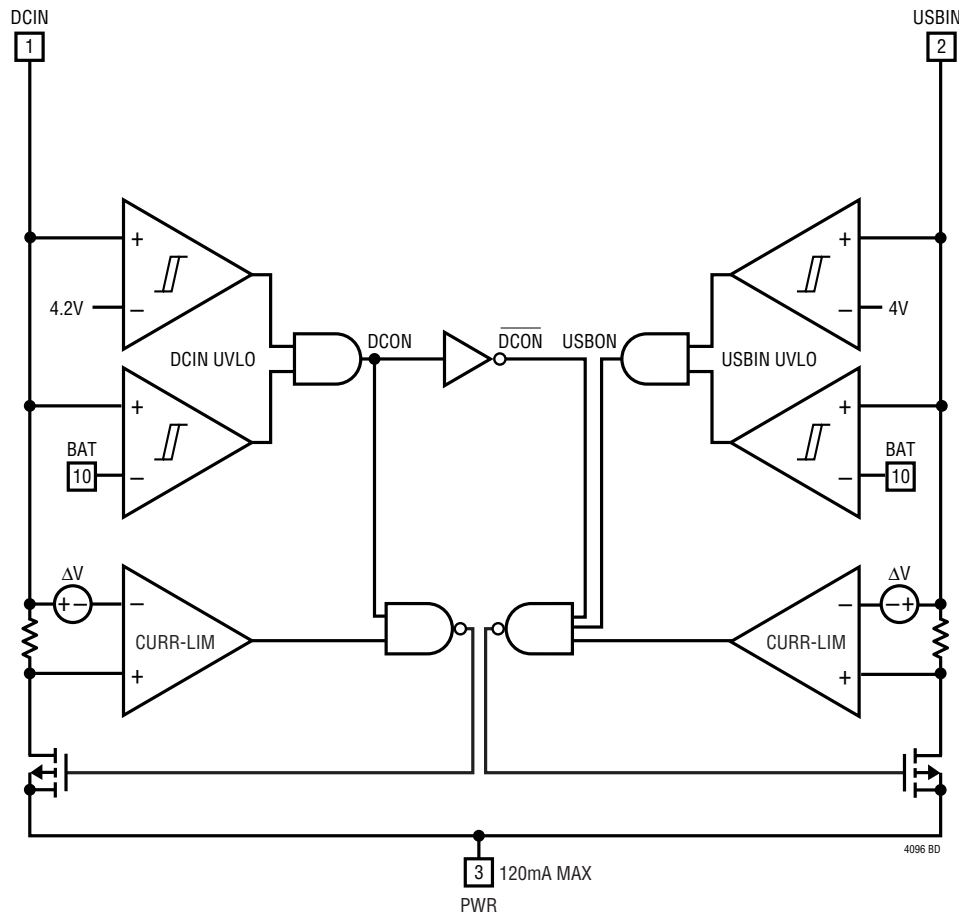 DCIN
1
USBIN
2
+
+
4.2V
−
−
4V
DCIN UVLO
DCON
D̅C̅O̅N̅
USBON
USBIN UVLO
+
+
BAT
10
−
−
BAT
10
ΔV
+−
−
−
ΔV
−+
CURR-LIM
CURR-LIM
+
+
4096 BD
3
120mA MAX
PWR